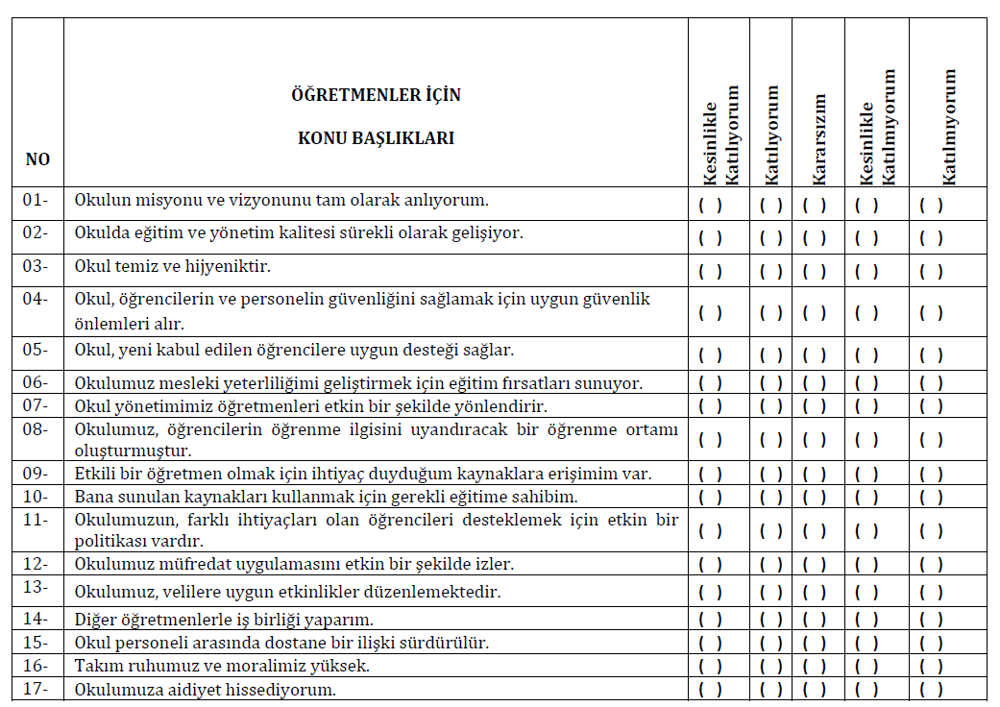 NO
ÖĞRETMENLER İÇİN
KONU BAŞLIKLARI
Kesinlikle
Katılıyorum
Katılıyorum
Kararsızım
Kesinlikle
Katılmıyorum
Katılmıyorum
01- Okulun misyonu ve vizyonunu tam olarak anlıyorum. ( ) ( ) ( ) ( ) ( )
02- Okulda eğitim ve yönetim kalitesi sürekli olarak gelişiyor. ( ) ( ) ( ) ( ) ( )
03- Okul temiz ve hijyeniktir. ( ) ( ) ( ) ( ) ( )
04- Okul, öğrencilerin ve personelin güvenliğini sağlamak için uygun güvenlik
önlemleri alır. ( ) ( ) ( ) ( ) ( )
05- Okul, yeni kabul edilen öğrencilere uygun desteği sağlar. ( ) ( ) ( ) ( ) ( )
06- Okulumuz mesleki yeterliliğimi geliştirmek için eğitim fırsatları sunuyor. ( ) ( ) ( ) ( ) ( )
07- Okul yönetimimiz öğretmenleri etkin bir şekilde yönlendirir. ( ) ( ) ( ) ( ) ( )
08- Okulumuz, öğrencilerin öğrenme ilgisini uyandıracak bir öğrenme ortamı
oluşturmuştur. ( ) ( ) ( ) ( ) ( )
09- Etkili bir öğretmen olmak için ihtiyaç duyduğum kaynaklara erişimim var. ( ) ( ) ( ) ( ) ( )
10- Bana sunulan kaynakları kullanmak için gerekli eğitime sahibim. ( ) ( ) ( ) ( ) ( )
11- Okulumuzun, farklı ihtiyaçları olan öğrencileri desteklemek için etkin bir
politikası vardır. ( ) ( ) ( ) ( ) ( )
12- Okulumuz müfredat uygulamasını etkin bir şekilde izler. ( ) ( ) ( ) ( ) ( )
13- Okulumuz, velilere uygun etkinlikler düzenlemektedir. ( ) ( ) ( ) ( ) ( )
14- Diğer öğretmenlerle iş birliği yaparım. ( ) ( ) ( ) ( ) ( )
15- Okul personeli arasında dostane bir ilişki sürdürülür. ( ) ( ) ( ) ( ) ( )
16- Takım ruhumuz ve moralimiz yüksek. ( ) ( ) ( ) ( ) ( )
17- Okulumuza aidiyet hissediyorum. ( ) ( ) ( ) ( ) ( )